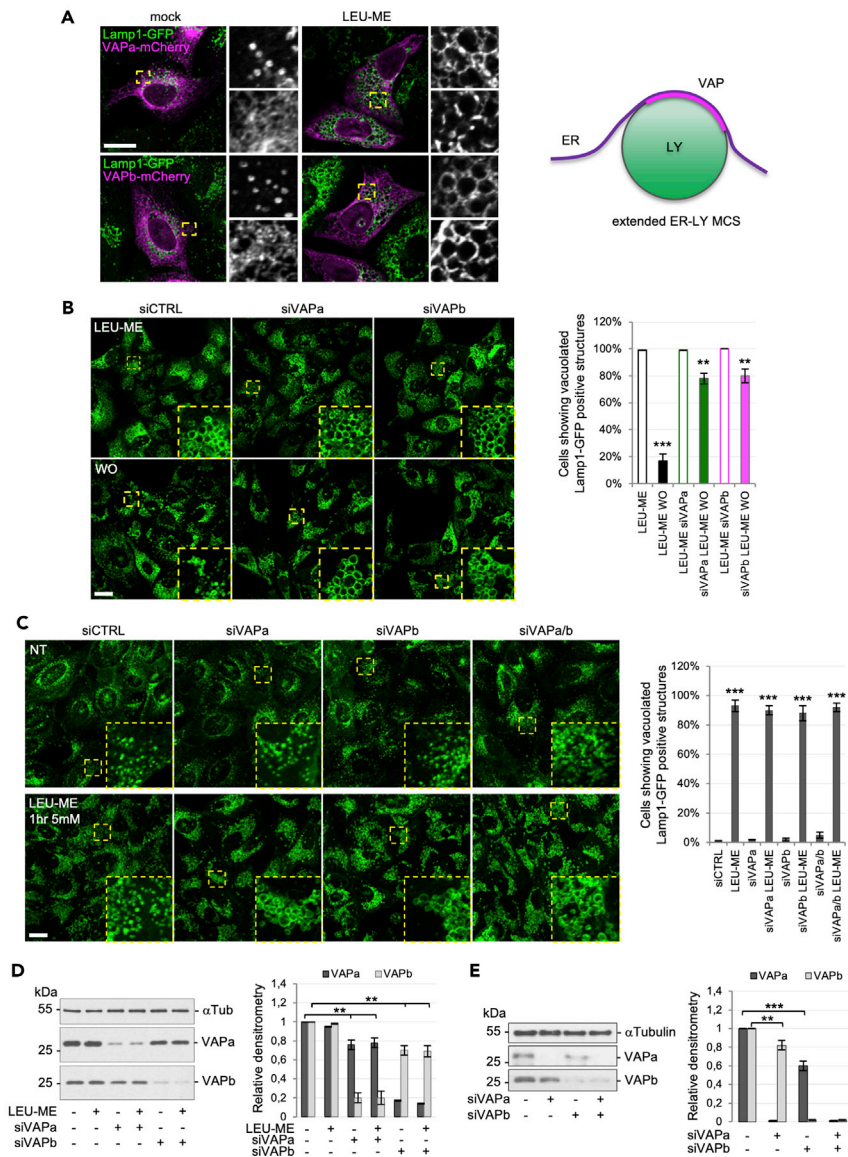 A
mock
LEU-ME
Lamp1-GFP
VAPa-mCherry
Lamp1-GFP
VAPb-mCherry
VAP
ER
LY
extended ER-LY MCS
B
siCTRL
siVAPa
siVAPb
LEU-ME
WO
Cells showing vacuolated
Lamp1-GFP positive structures
120%
100%
80%
60%
40%
20%
0%
***
**
**
LEU-ME
LEU-ME WO
LEU-ME siVAPa
siVAPa LEU-ME WO
LEU-ME siVAPb
siVAPb LEU-ME WO
C
siCTRL
siVAPa
siVAPb
siVAPa/b
NT
LEU-ME
1hr 5mM
Cells showing vacuolated
Lamp1-GFP positive structures
120%
100%
80%
60%
40%
20%
0%
***
***
***
***
siCTRL
LEU-ME
siVAPa
siVAPa LEU-ME
siVAPb
siVAPb LEU-ME
siVAPa/b
siVAPa/b LEU-ME
D
kDa
55
αTub
25
VAPa
25
VAPb
LEU-ME - + - + - +
siVAPa - - + + - -
siVAPb - - - - + +
VAPa VAPb
Relative densitrometry
1,4
1,2
1
0,8
0,6
0,4
0,2
0
**
**
LEU-ME - + - + - +
siVAPa - - + + - -
siVAPb - - - - + +
E
kDa
55
αTubulin
25
VAPa
25
VAPb
siVAPa - + - +
siVAPb - - + +
VAPa VAPb
Relative densitrometry
1,4
1,2
1
0,8
0,6
0,4
0,2
0
***
**
siVAPa - + - +
siVAPb - - + +